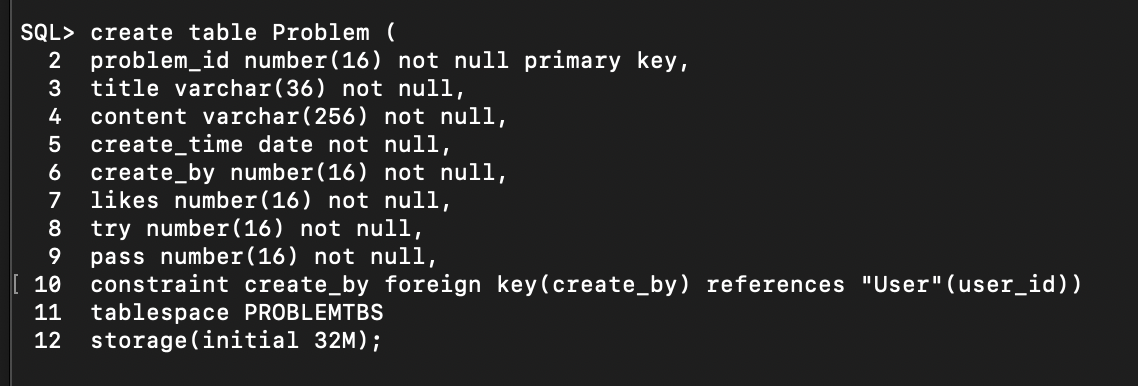 SQL> create table Problem (
2 problem_id number(16) not null primary key,
3 title varchar(36) not null,
4 content varchar(256) not null,
5 create_time date not null,
6 create_by number(16) not null,
7 likes number(16) not null,
8 try number(16) not null,
9 pass number(16) not null,
[ 10 constraint create_by foreign key(create_by) references "User"(user_id))
11 tablespace PROBLEMTBS
12 storage(initial 32M);